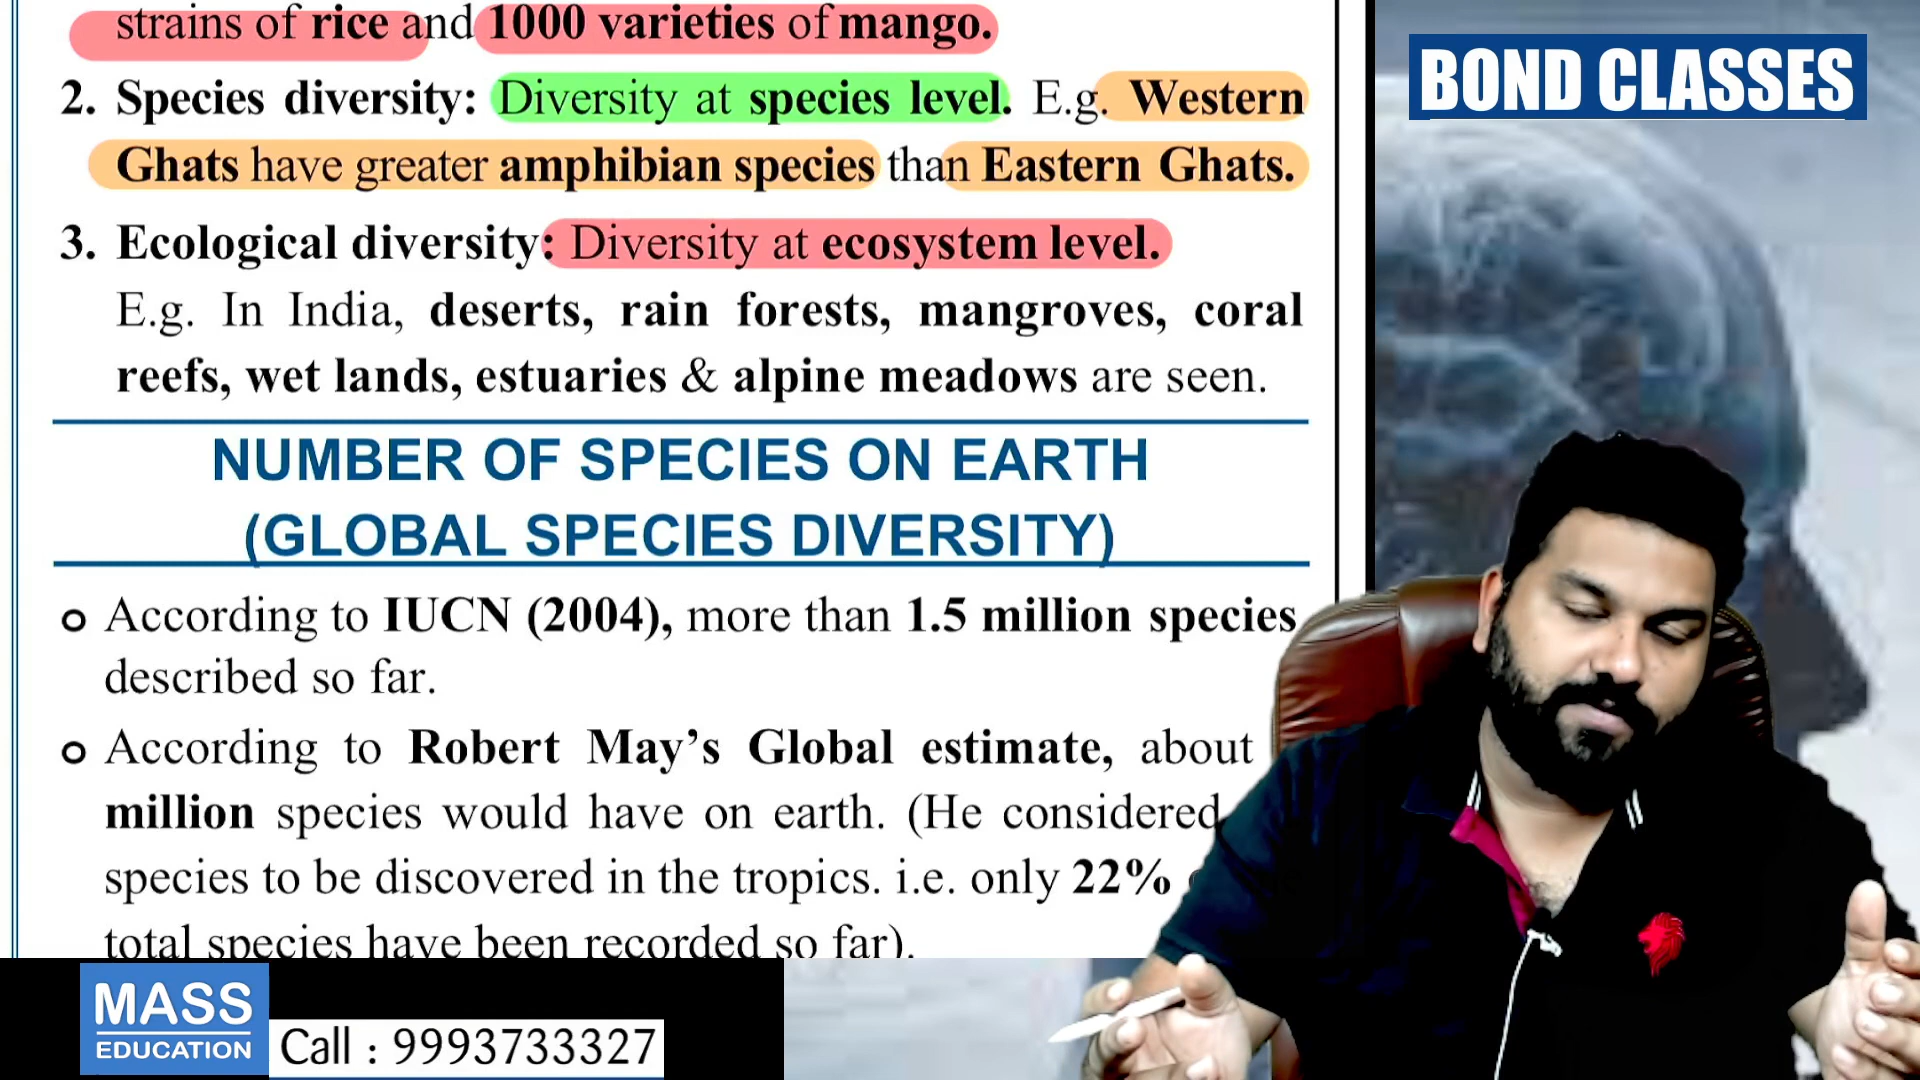 strains of rice and 1000 varieties of mango.
2. Species diversity: Diversity at species level. E.g. Western
Ghats have greater amphibian species than Eastern Ghats.
3. Ecological diversity: Diversity at ecosystem level.
E.g. In India, deserts, rain forests, mangroves, coral
reefs, wet lands, estuaries & alpine meadows are seen.
NUMBER OF SPECIES ON EARTH
(GLOBAL SPECIES DIVERSITY)
o According to IUCN (2004), more than 1.5 million species
described so far.
o According to Robert May's Global estimate, about
million species would have on earth. (He considered
species to be discovered in the tropics. i.e. only 22%
total species have been recorded so far).
BOND CLASSES
MASS
EDUCATION
Call : 9993733327